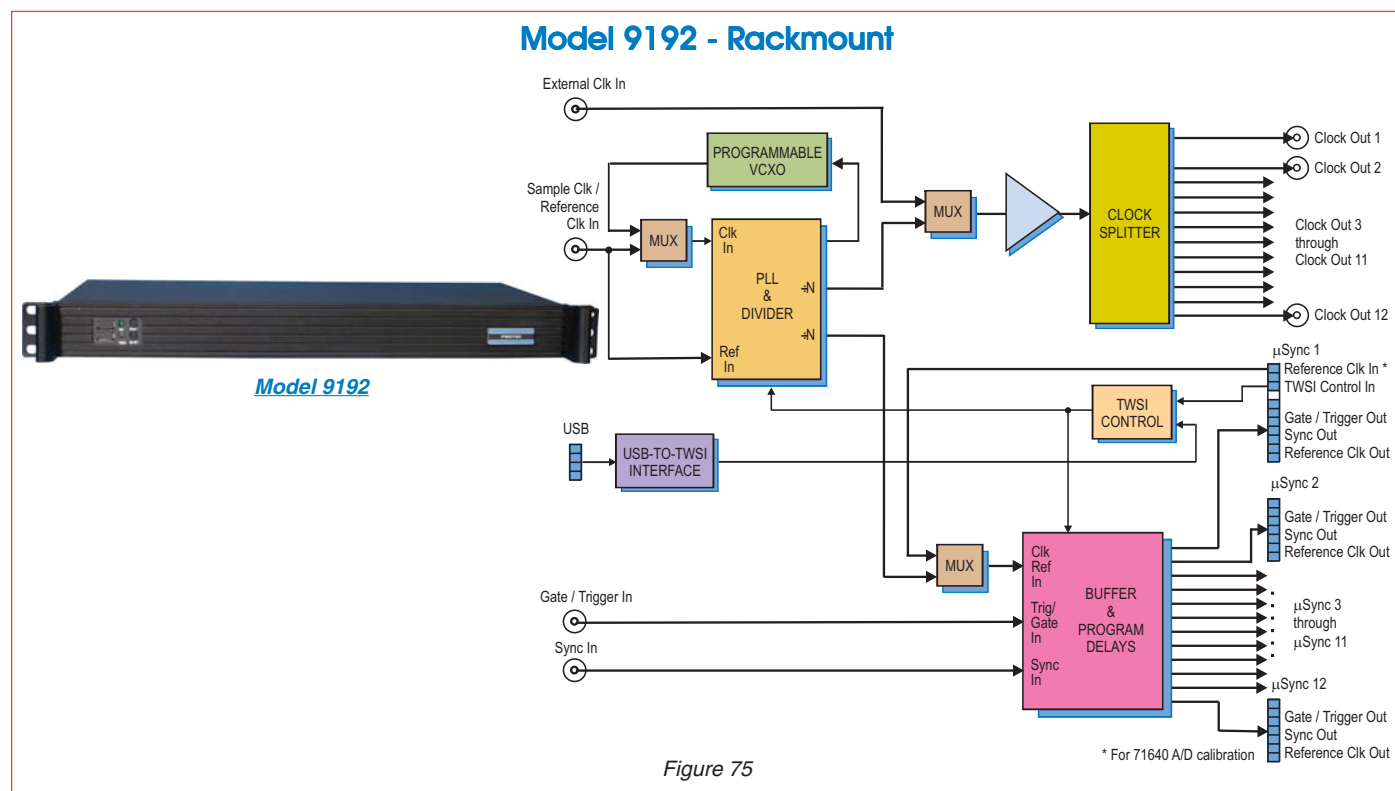 Model 9192 - Rackmount
External Clk In
PROGRAMMABLE
VCXO
Sample Clk /
Reference
Clk In
MUX
Clk
In
PLL
&
DIVIDER
÷N
÷N
Ref
In
MUX
CLOCK
SPLITTER
Clock Out 1
Clock Out 2
Clock Out 3
through
Clock Out 11
Clock Out 12
Model 9192
USB
USB-TO-TWSI
INTERFACE
TWSI
CONTROL
μSync 1
Reference Clk In *
TWSI Control In
Gate / Trigger Out
Sync Out
Reference Clk Out
μSync 2
Gate / Trigger Out
Sync Out
Reference Clk Out
MUX
Clk
Ref
In
Trig/
Gate
In
Sync
In
BUFFER
&
PROGRAM
DELAYS
Gate / Trigger In
Sync In
μSync 3
through
μSync 11
μSync 12
Gate / Trigger Out
Sync Out
Reference Clk Out
* For 71640 A/D calibration
Figure 75